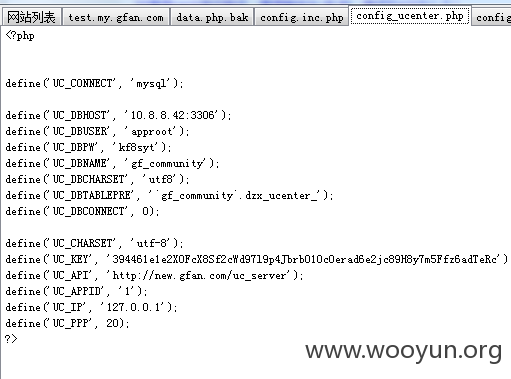 网站列表 test.my.gfan.com data.php.bak config.inc.php config_ucenter.php config
<?php
define('UC_CONNECT', 'mysql');
define('UC_DBHOST', '10.8.8.42:3306');
define('UC_DBUSER', 'approot');
define('UC_DBPW', 'kf8syt');
define('UC_DBNAME', 'gf_community');
define('UC_DBCHARSET', 'utf8');
define('UC_DBTABLEPRE', '`gf_community`.dzx_ucenter_');
define('UC_DBCONNECT', 0);
define('UC_CHARSET', 'utf-8');
define('UC_KEY', '394461e1e2XOFcX8Sf2cWd97l9p4Jbrb010c0erad6e2jc89H8y7m5Ffz6adTeRc')
define('UC_API', 'http://new.gfan.com/uc_server');
define('UC_APPID', '1');
define('UC_IP', '127.0.0.1');
define('UC_PPP', 20);
?>
www.wooyun.org